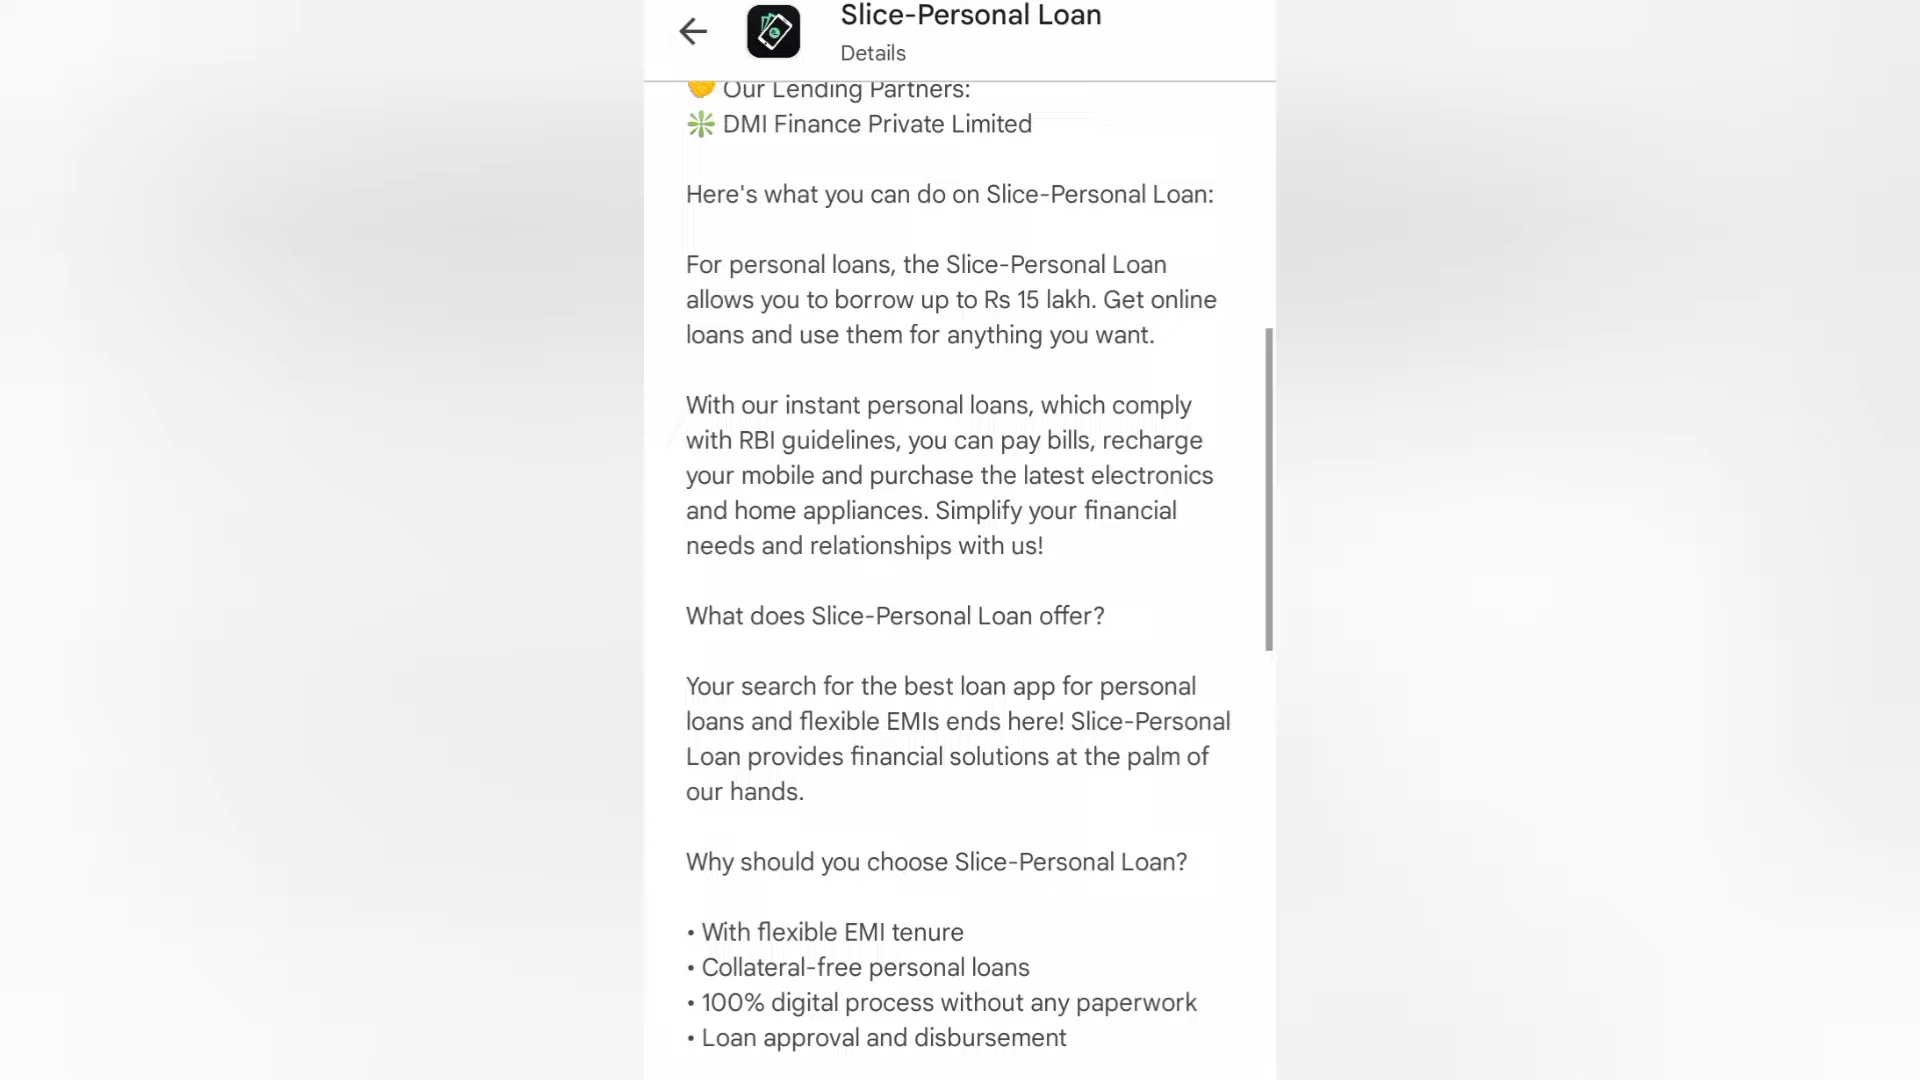 Slice-Personal Loan
Details
Our Lending Partners:
DMI Finance Private Limited
Here's what you can do on Slice-Personal Loan:
For personal loans, the Slice-Personal Loan
allows you to borrow up to Rs 15 lakh. Get online
loans and use them for anything you want.
With our instant personal loans, which comply
with RBI guidelines, you can pay bills, recharge
your mobile and purchase the latest electronics
and home appliances. Simplify your financial
needs and relationships with us!
What does Slice-Personal Loan offer?
Your search for the best loan app for personal
loans and flexible EMIs ends here! Slice-Personal
Loan provides financial solutions at the palm of
our hands.
Why should you choose Slice-Personal Loan?
• With flexible EMI tenure
• Collateral-free personal loans
• 100% digital process without any paperwork
• Loan approval and disbursement